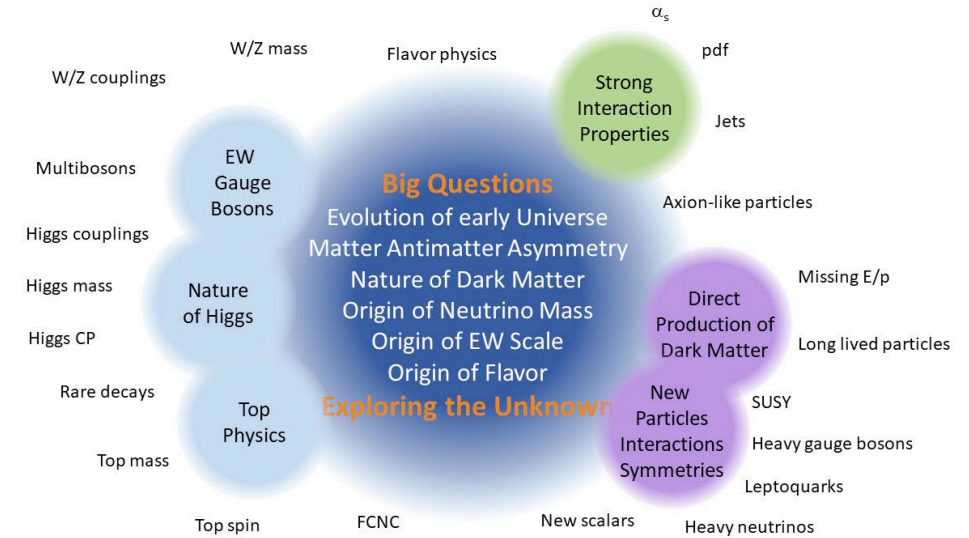 α_s
W/Z mass
Flavor physics
pdf
W/Z couplings
Strong
Interaction
Properties
Jets
Multibosons
EW
Gauge
Bosons
Big Questions
Evolution of early Universe
Matter Antimatter Asymmetry
Nature of Dark Matter
Origin of Neutrino Mass
Origin of EW Scale
Origin of Flavor
Exploring the Unknown
Axion-like particles
Higgs couplings
Higgs mass
Higgs CP
Nature
of Higgs
Direct
Production of
Dark Matter
Missing E/p
Long lived particles
Rare decays
Top
Physics
New
Particles
Interactions
Symmetries
SUSY
Heavy gauge bosons
Leptoquarks
Top mass
Top spin
FCNC
New scalars
Heavy neutrinos